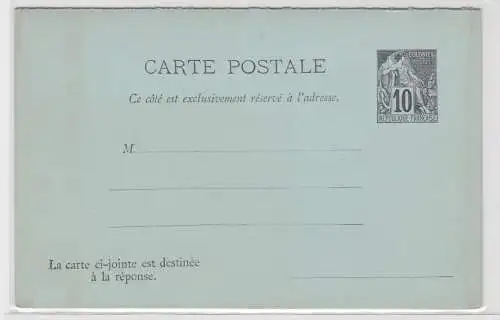 CARTE POSTALE
Ce côté est exclusivement réservé à l'adresse.
COLONIES
10
RÉPUBLIQUE FRANÇAISE
M
La carte ci-jointe est destinée
à la réponse.